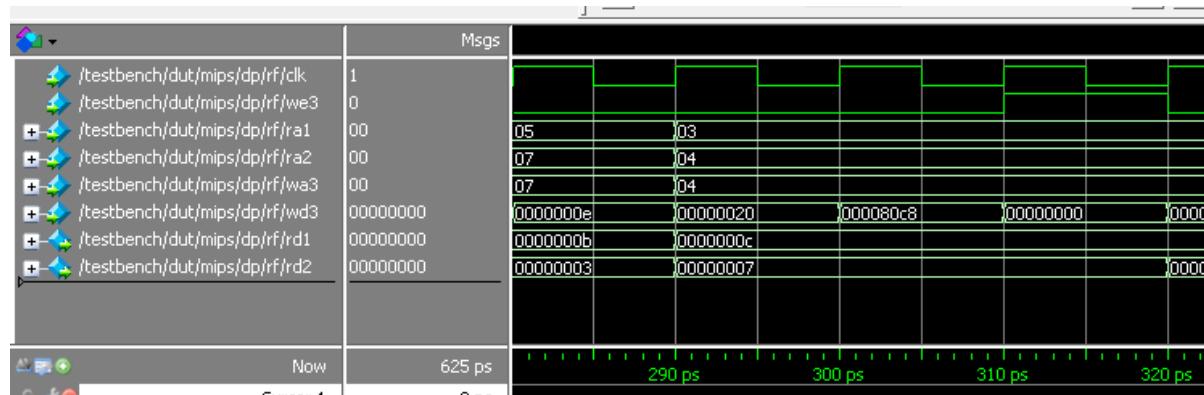 Msgs
/testbench/dut/mips/dp/rf/clk 1
/testbench/dut/mips/dp/rf/we3 0
/testbench/dut/mips/dp/rf/ra1 00 05 03
/testbench/dut/mips/dp/rf/ra2 00 07 04
/testbench/dut/mips/dp/rf/wa3 00 07 04
/testbench/dut/mips/dp/rf/wd3 00000000 0000000e 00000020 000080c8 00000000
/testbench/dut/mips/dp/rf/rd1 00000000 0000000b 0000000c
/testbench/dut/mips/dp/rf/rd2 00000000 00000003 00000007
Now 625 ps 290 ps 300 ps 310 ps 320 ps